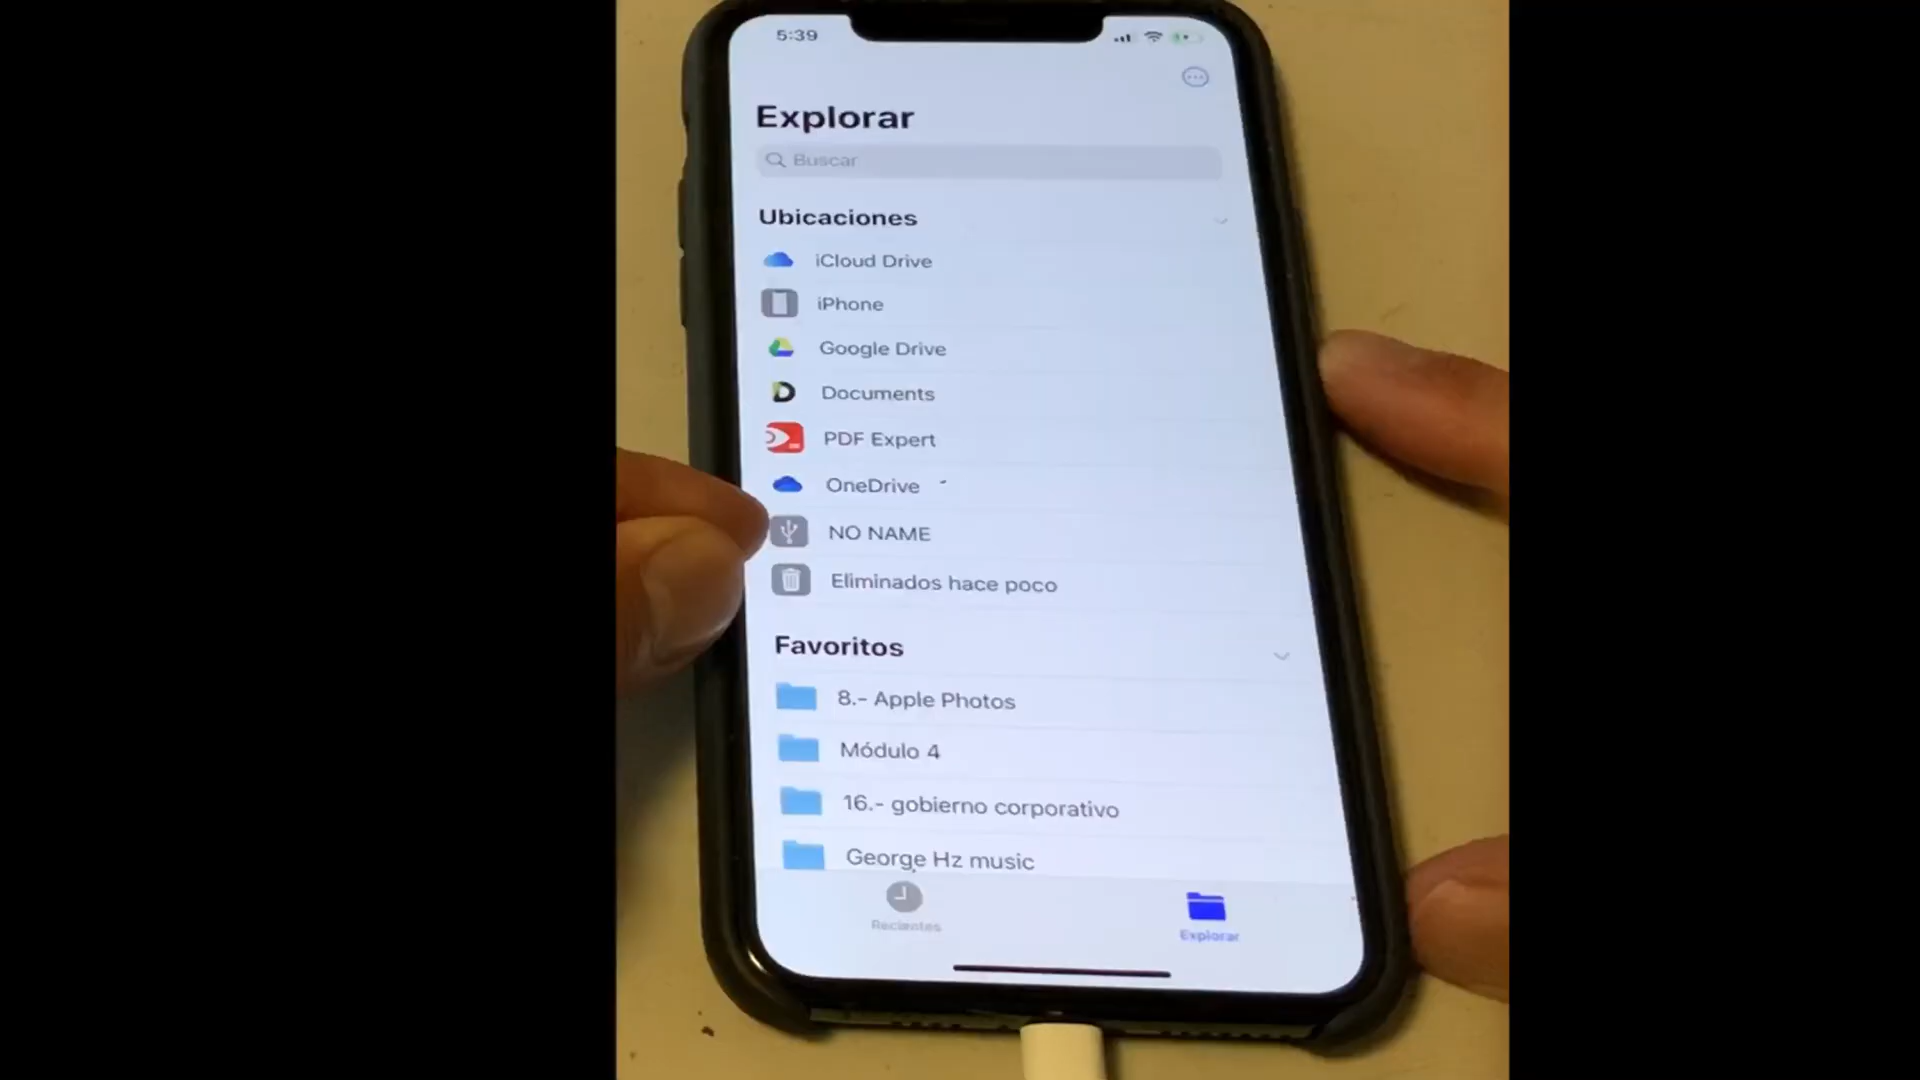 5:39
Explorar
Buscar
Ubicaciones
iCloud Drive
iPhone
Google Drive
Documents
PDF Expert
OneDrive
NO NAME
Eliminados hace poco
Favoritos
8.- Apple Photos
Módulo 4
16.- gobierno corporativo
George Hz music
Recientes
Explorar